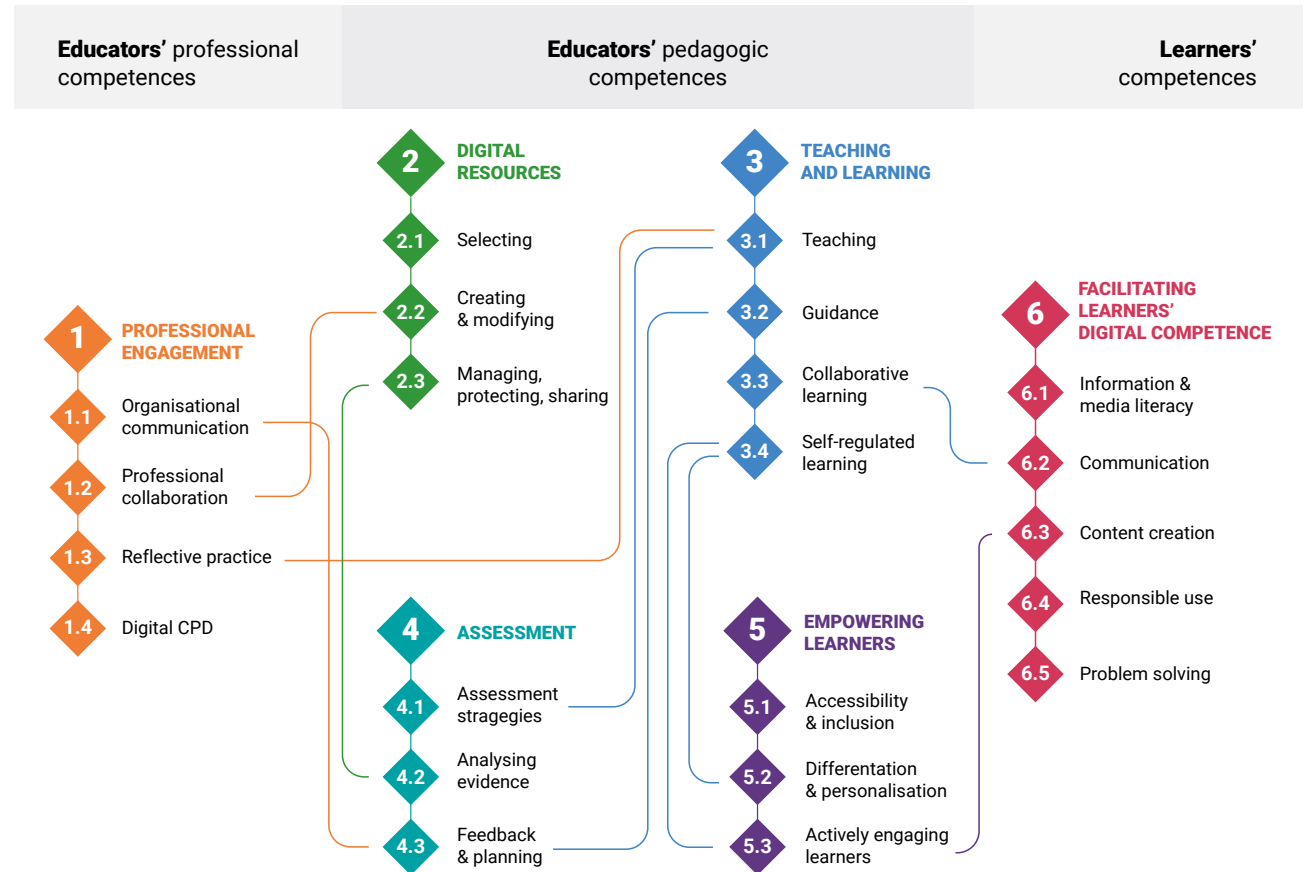 Educators’ professional
competences
Educators’ pedagogic
competences
Learners’
competences
1
PROFESSIONAL
ENGAGEMENT
1.1
Organisational
communication
1.2
Professional
collaboration
1.3
Reflective practice
1.4
Digital CPD
2
DIGITAL
RESOURCES
2.1
Selecting
2.2
Creating
& modifying
2.3
Managing,
protecting, sharing
3
TEACHING
AND LEARNING
3.1
Teaching
3.2
Guidance
3.3
Collaborative
learning
3.4
Self-regulated
learning
4
ASSESSMENT
4.1
Assessment
stragegies
4.2
Analysing
evidence
4.3
Feedback
& planning
5
EMPOWERING
LEARNERS
5.1
Accessibility
& inclusion
5.2
Differentation
& personalisation
5.3
Actively engaging
learners
6
FACILITATING
LEARNERS’
DIGITAL COMPETENCE
6.1
Information &
media literacy
6.2
Communication
6.3
Content creation
6.4
Responsible use
6.5
Problem solving